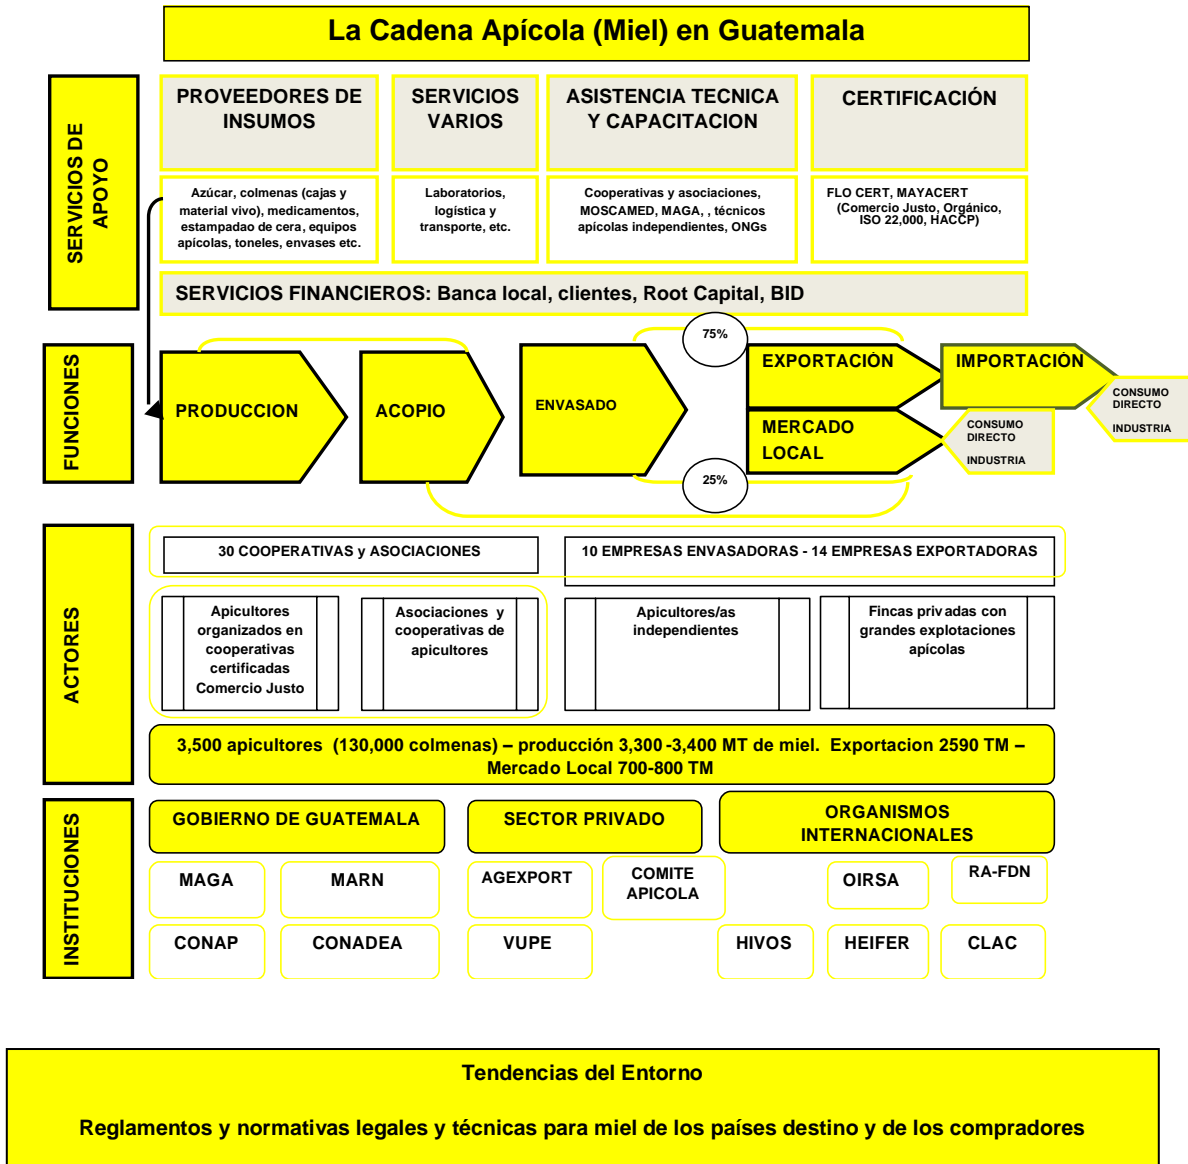 La Cadena Apícola (Miel) en Guatemala
SERVICIOS DE
APOYO
PROVEEDORES DE
INSUMOS
SERVICIOS
VARIOS
ASISTENCIA TECNICA
Y CAPACITACION
CERTIFICACIÓN
Azúcar, colmenas (cajas y
material vivo), medicamentos,
estampadao de cera, equipos
apícolas, toneles, envases etc.
Laboratorios,
logística y
transporte, etc.
Cooperativas y asociaciones,
MOSCAMED, MAGA, , técnicos
apícolas independientes, ONGs
FLO CERT, MAYACERT
(Comercio Justo, Orgánico,
ISO 22,000, HACCP)
SERVICIOS FINANCIEROS: Banca local, clientes, Root Capital, BID
FUNCIONES
PRODUCCION
ACOPIO
ENVASADO
75%
EXPORTACIÓN
IMPORTACIÓN
CONSUMO
DIRECTO
INDUSTRIA
MERCADO
LOCAL
CONSUMO
DIRECTO
INDUSTRIA
25%
ACTORES
30 COOPERATIVAS y ASOCIACIONES
10 EMPRESAS ENVASADORAS - 14 EMPRESAS EXPORTADORAS
Apicultores
organizados en
cooperativas
certificadas
Comercio Justo
Asociaciones y
cooperativas de
apicultores
Apicultores/as
independientes
Fincas privadas con
grandes explotaciones
apícolas
3,500 apicultores (130,000 colmenas) – producción 3,300 -3,400 MT de miel. Exportacion 2590 TM –
Mercado Local 700-800 TM
INSTITUCIONES
GOBIERNO DE GUATEMALA
SECTOR PRIVADO
ORGANISMOS
INTERNACIONALES
MAGA
MARN
AGEXPORT
COMITE
APICOLA
OIRSA
RA-FDN
CONAP
CONADEA
VUPE
HIVOS
HEIFER
CLAC
Tendencias del Entorno
Reglamentos y normativas legales y técnicas para miel de los países destino y de los compradores